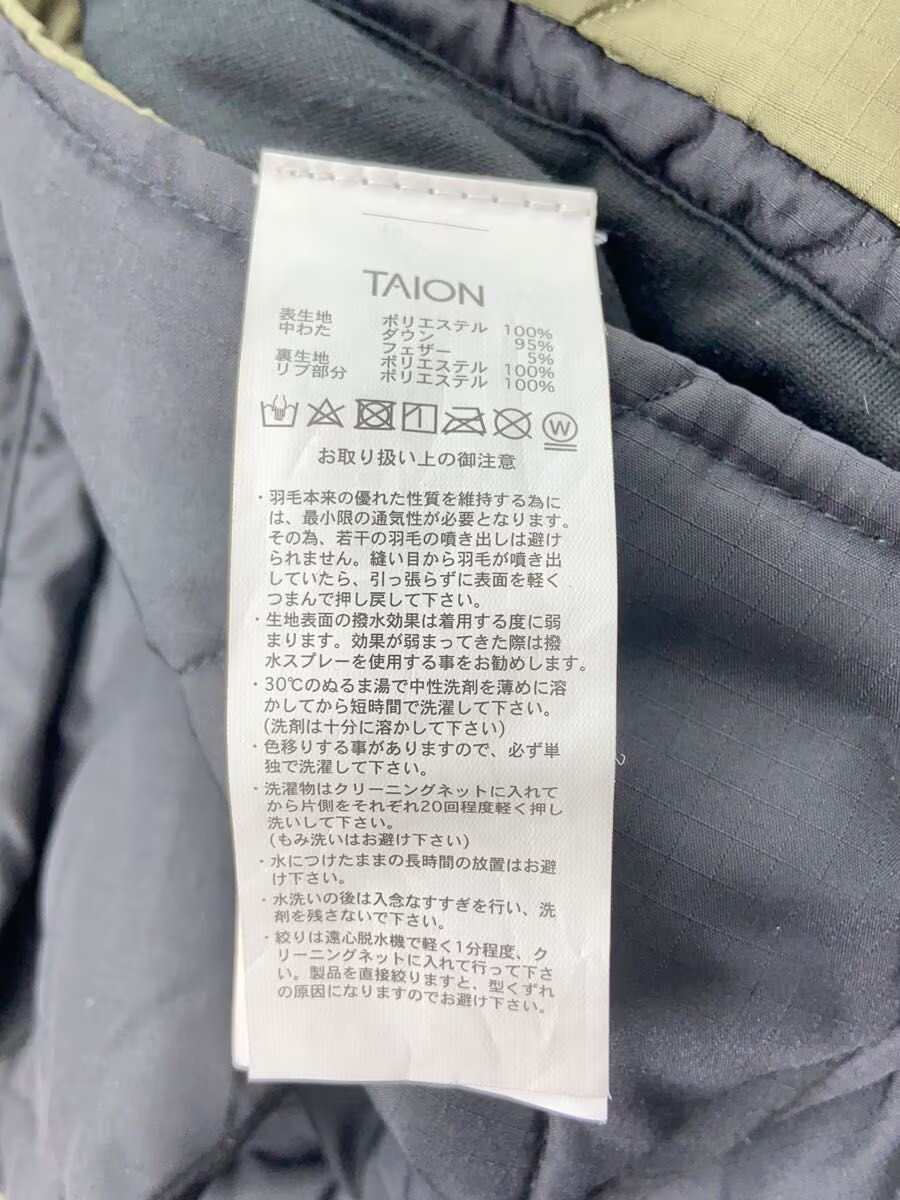 TAION
表生地 ポリエステル 100%
中わた ダウン 95%
フェザー 5%
裏生地 ポリエステル 100%
リブ部分 ポリエステル 100%
W
お取り扱い上の御注意
・羽毛本来の優れた性質を維持する為に
は、最小限の通気性が必要となります。
その為、若干の羽毛の噴き出しは避け
られません。縫い目から羽毛が噴き出
していたら、引っ張らずに表面を軽く
つまんで押し戻して下さい。
・生地表面の撥水効果は着用する度に弱
まります。効果が弱まってきた際は撥
水スプレーを使用する事をお勧めします。
・30℃のぬるま湯で中性洗剤を薄めに溶
かしてから短時間で洗濯して下さい。
(洗剤は十分に溶かして下さい)
・色移りする事がありますので、必ず単
独で洗濯して下さい。
・洗濯物はクリーニングネットに入れて
から片側をそれぞれ20回程度軽く押し
洗いして下さい。
(もみ洗いはお避け下さい)
・水につけたままの長時間の放置はお避
け下さい。
・水洗いの後は入念なすすぎを行い、洗
剤を残さないで下さい。
・絞りは遠心脱水機で軽く1分程度、ク
リーニングネットに入れて行って下さ
い。製品を直接絞りますと、型くずれ
の原因になりますのでお避け下さい。